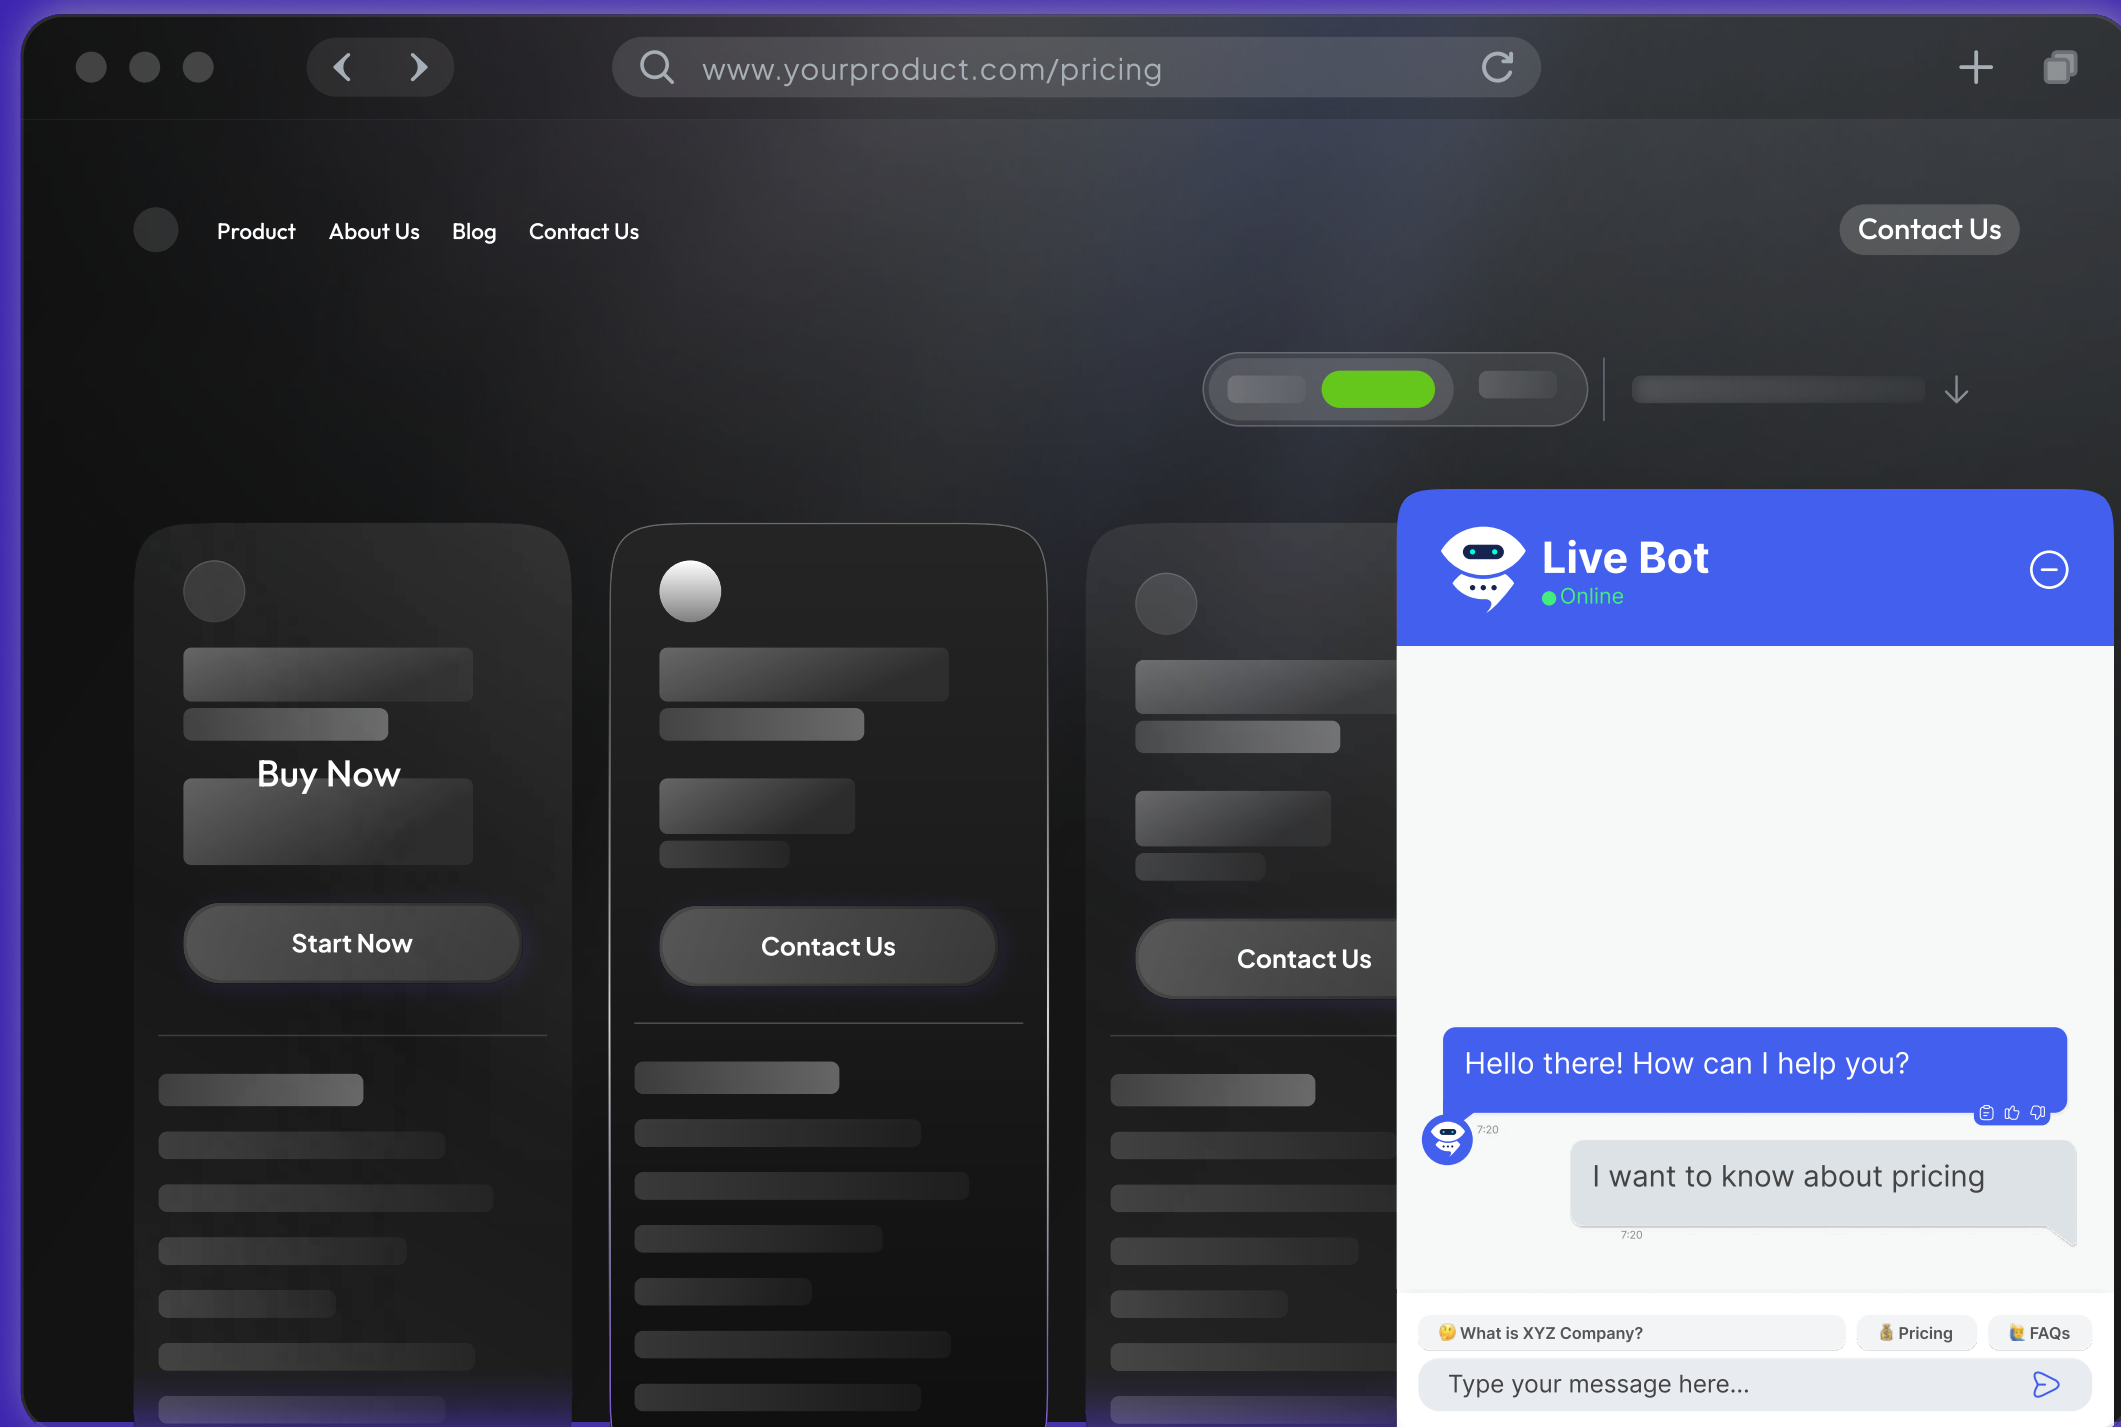 www.yourproduct.com/pricing
Product About Us Blog Contact Us
Contact Us
Buy Now
Start Now
Contact Us
Contact Us
Live Bot
Online
Hello there! How can I help you?
7:20
I want to know about pricing
7:20
What is XYZ Company?
Pricing
FAQs
Type your message here...